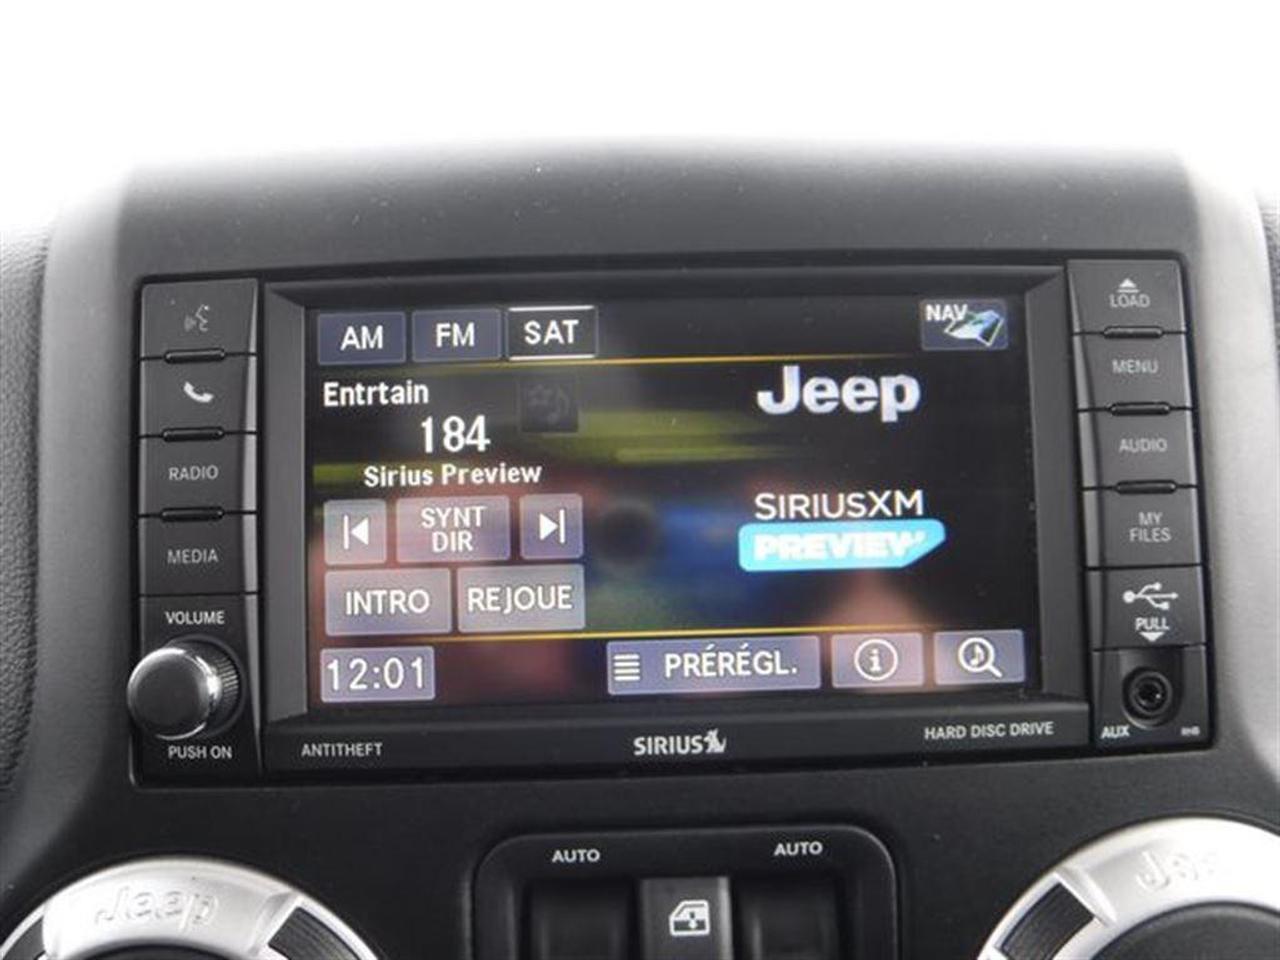 AM FM SAT NAV
Entrtain
184
Sirius Preview
Jeep
SIRIUSXM
PREVIEW
SYNT
DIR
INTRO REJOUE
12:01 PRÉRÉGL. i
RADIO
MEDIA
VOLUME
PUSH ON
LOAD
MENU
AUDIO
MY
FILES
PULL
AUX
ANTITHEFT SIRIUS HARD DISC DRIVE
AUTO AUTO
Jeep Jeep